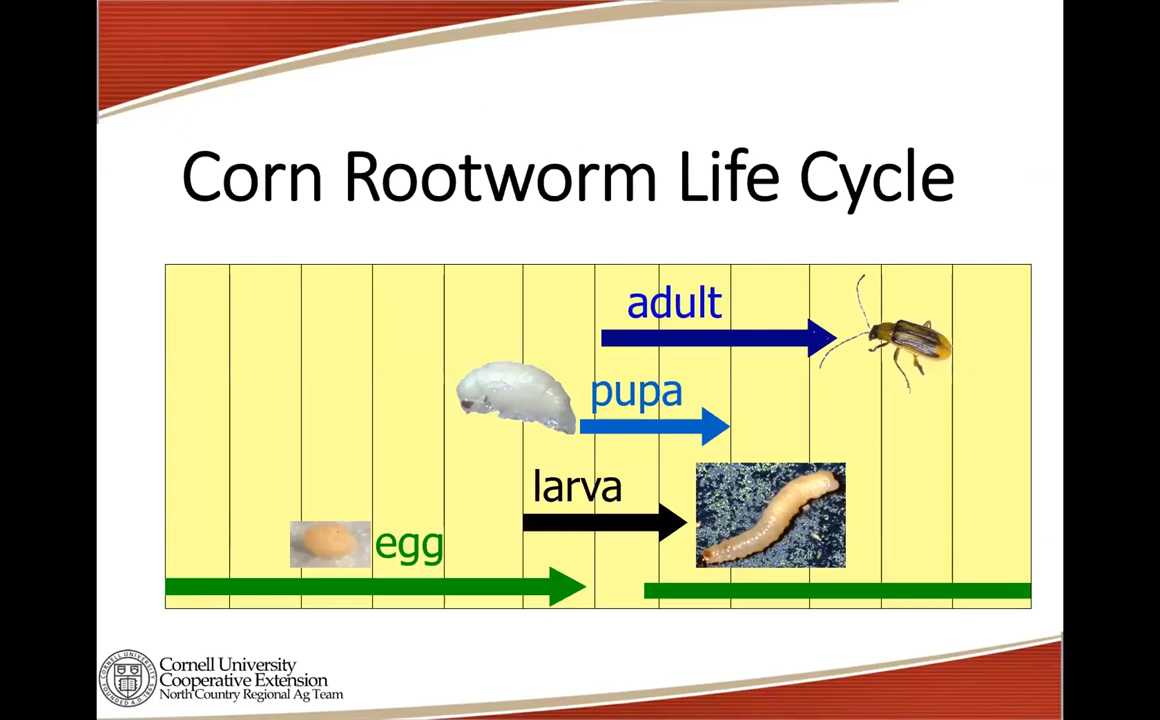 Corn Rootworm Life Cycle
adult
pupa
larva
egg
Cornell University
Cooperative Extension
North Country Regional Ag Team